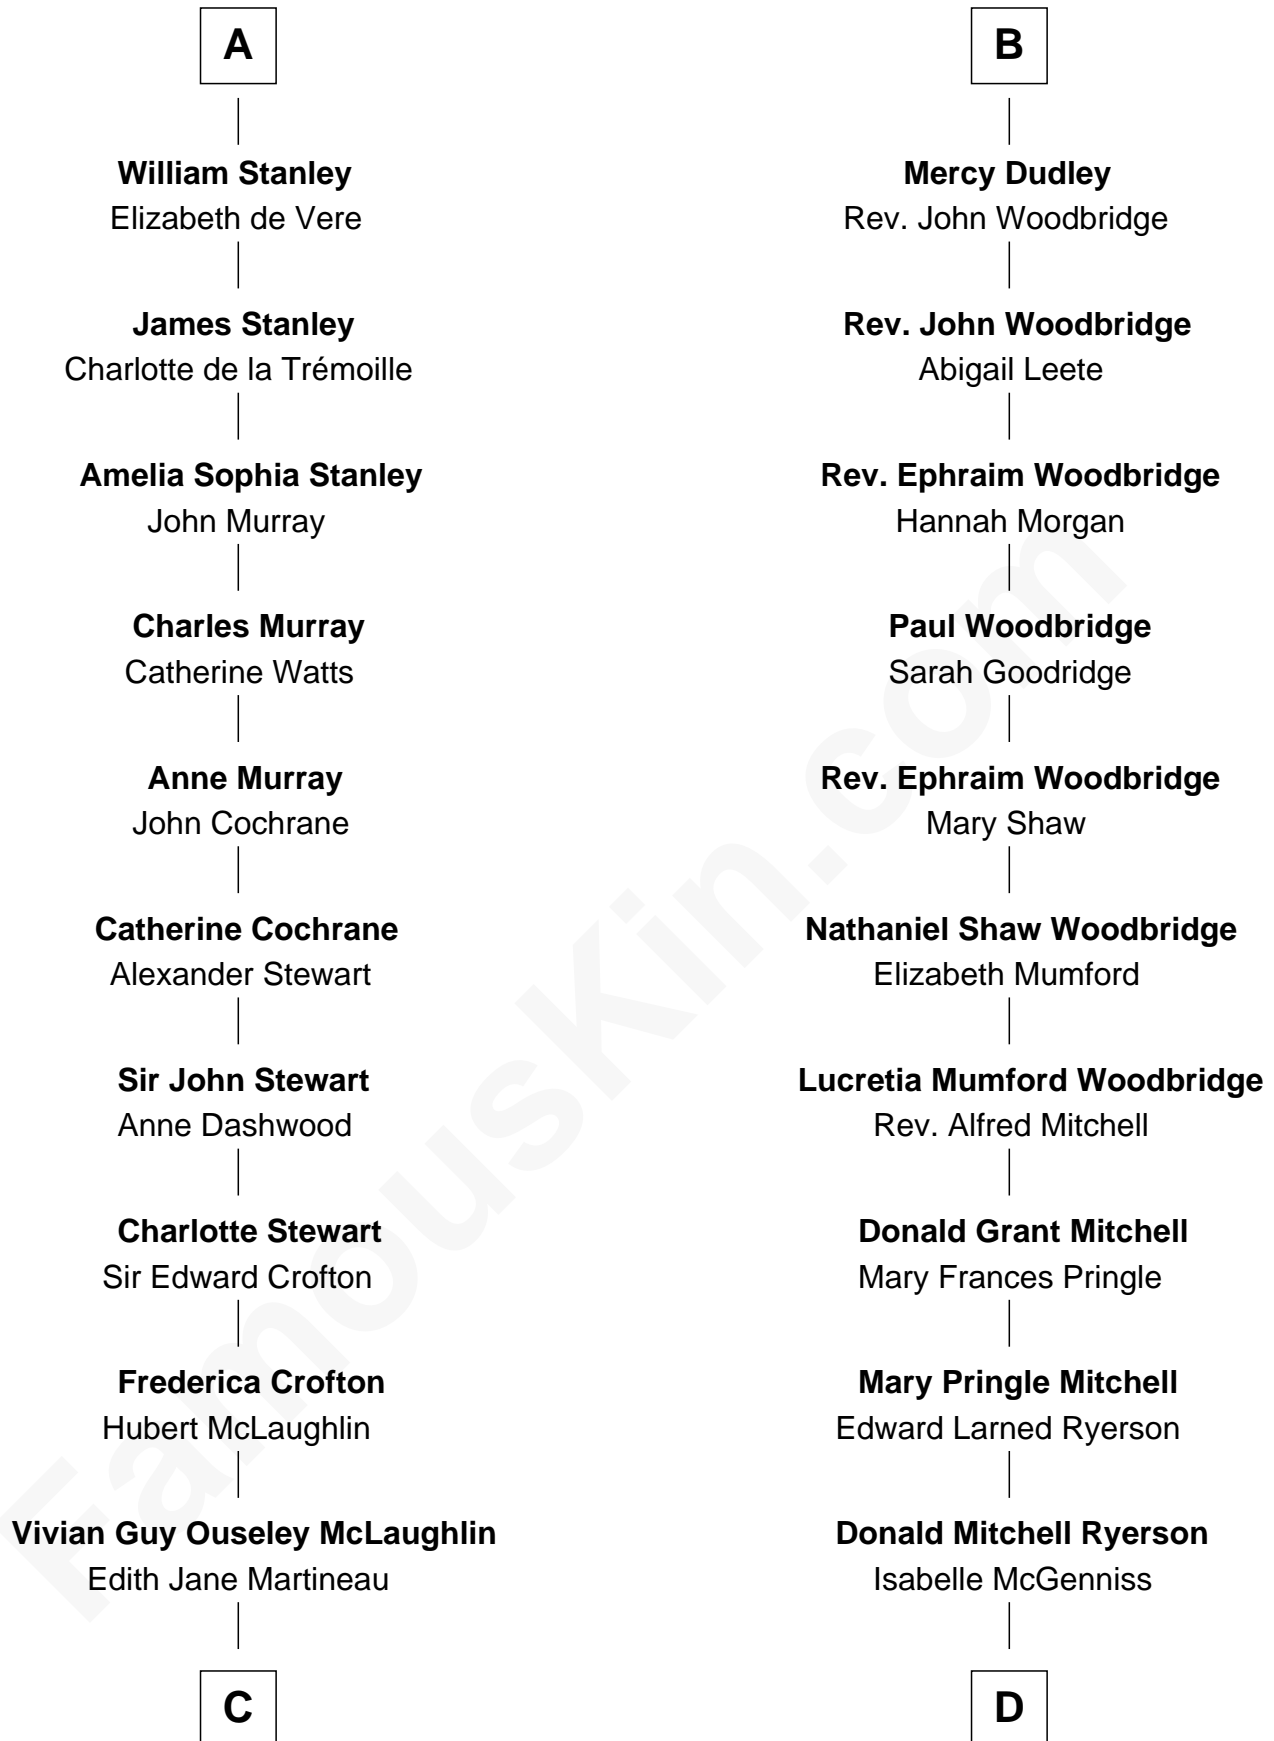 A
William Stanley
Elizabeth de Vere
James Stanley
Charlotte de la Trémoille
Amelia Sophia Stanley
John Murray
Charles Murray
Catherine Watts
Anne Murray
John Cochrane
Catherine Cochrane
Alexander Stewart
Sir John Stewart
Anne Dashwood
Charlotte Stewart
Sir Edward Crofton
Frederica Crofton
Hubert McLaughlin
Vivian Guy Ouseley McLaughlin
Edith Jane Martineau
C
B
Mercy Dudley
Rev. John Woodbridge
Rev. John Woodbridge
Abigail Leete
Rev. Ephraim Woodbridge
Hannah Morgan
Paul Woodbridge
Sarah Goodridge
Rev. Ephraim Woodbridge
Mary Shaw
Nathaniel Shaw Woodbridge
Elizabeth Mumford
Lucretia Mumford Woodbridge
Rev. Alfred Mitchell
Donald Grant Mitchell
Mary Frances Pringle
Mary Pringle Mitchell
Edward Larned Ryerson
Donald Mitchell Ryerson
Isabelle McGenniss
D
FamousKin.com